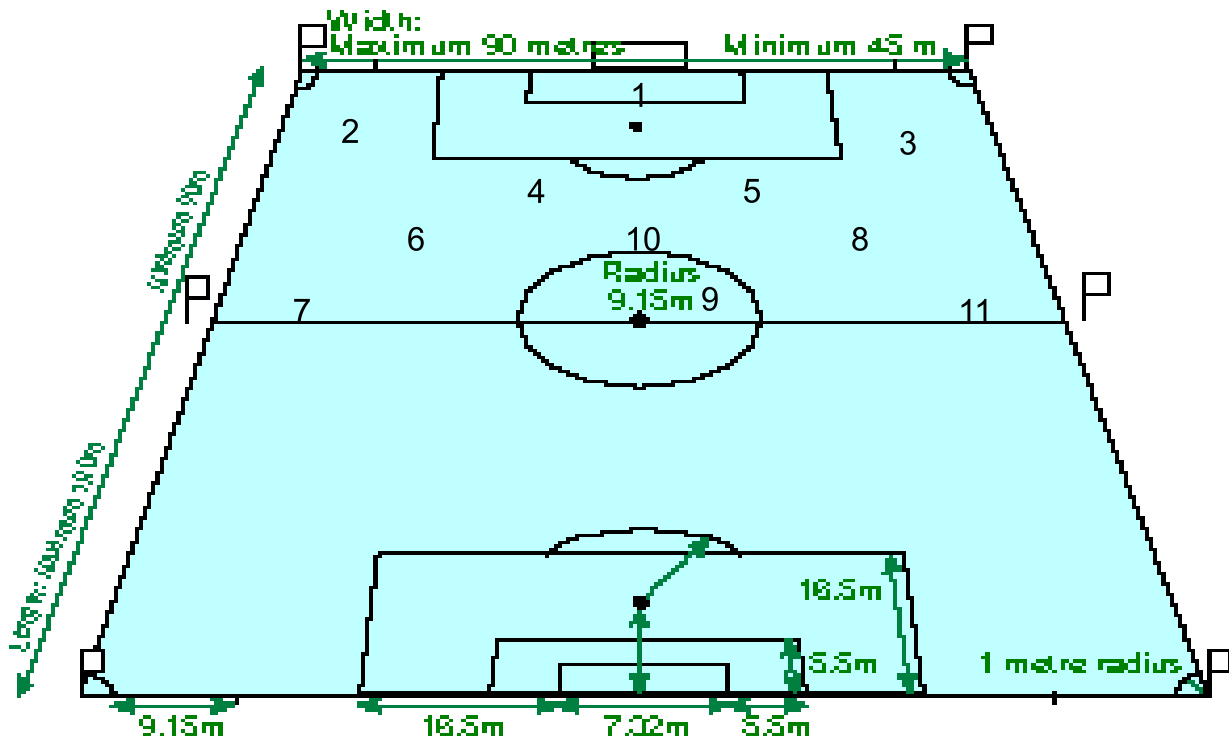 Width:
Maximum 90 metres Minimum 45 m
1
2
3
4
5
6
10
8
Radius
9.15m
9
7
11
16.5m
5.5m
1 metre radius
9.15m
16.5m
7.32m
5.5m